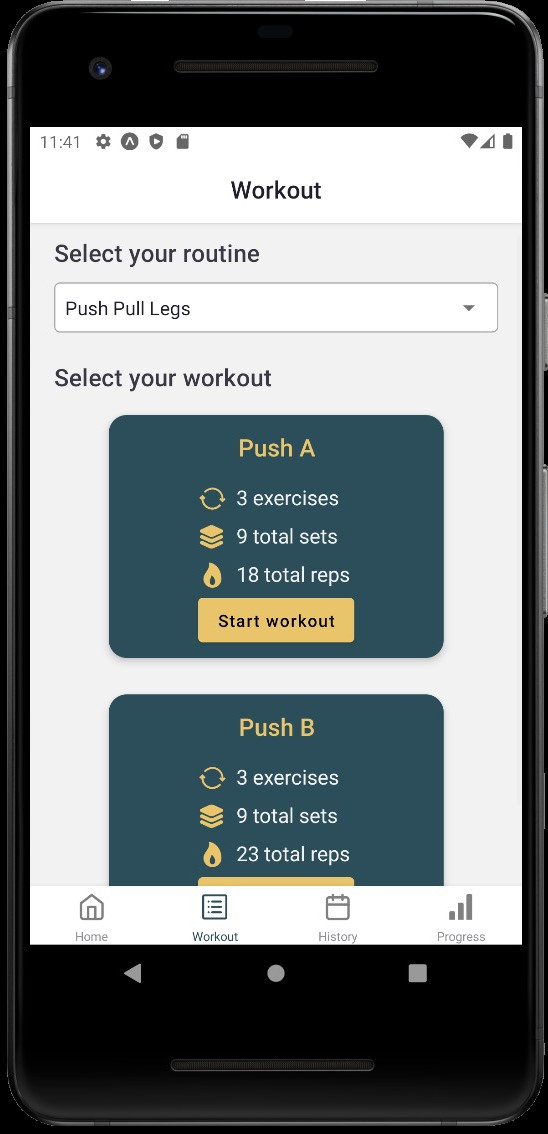 11:41
Workout
Select your routine
Push Pull Legs
Select your workout
Push A
3 exercises
9 total sets
18 total reps
Start workout
Push B
3 exercises
9 total sets
23 total reps
Home
Workout
History
Progress